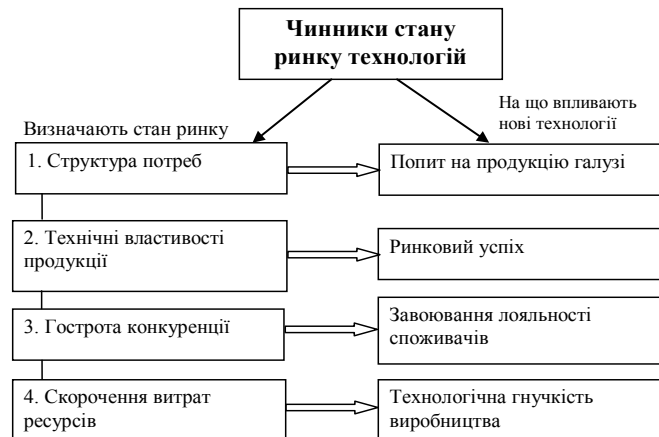 Чинники стану
ринку технологій
На що впливають
нові технології
Визначають стан ринку
1. Структура потреб
Попит на продукцію галузі
2. Технічні властивості
продукції
Ринковий успіх
3. Гострота конкуренції
Завоювання лояльності
споживачів
4. Скорочення витрат
ресурсів
Технологічна гнучкість
виробництва